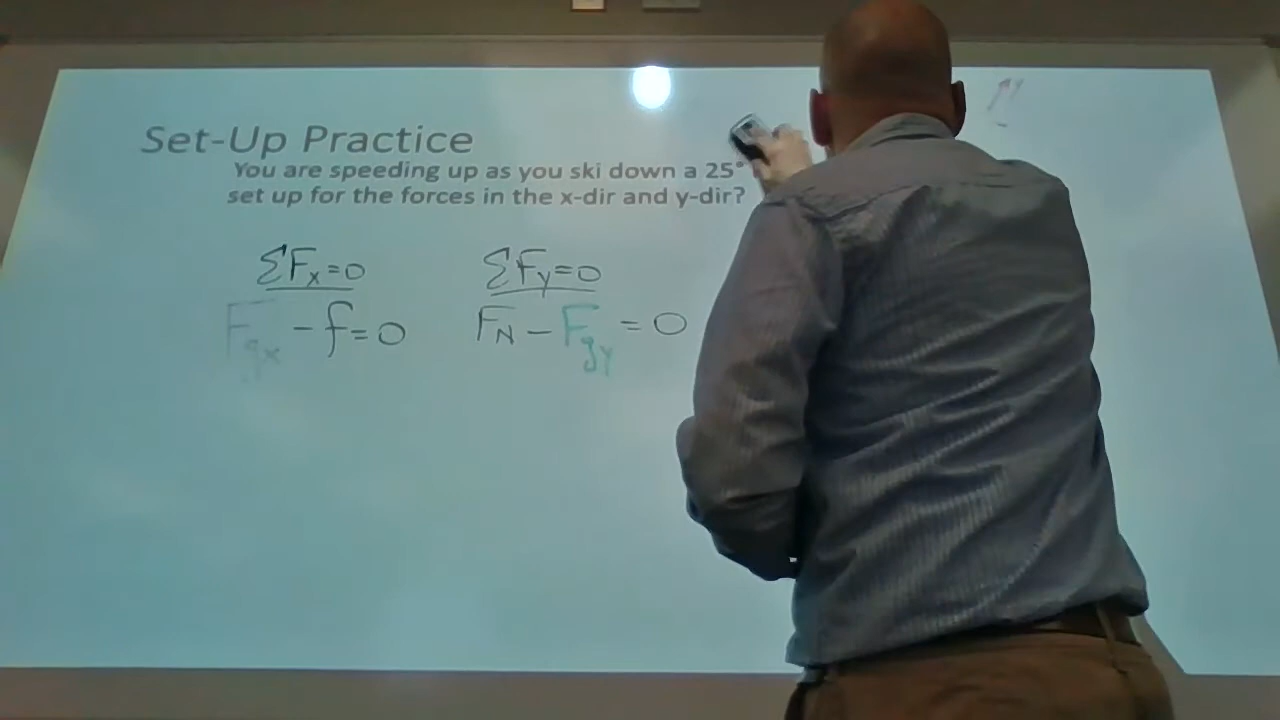 Set-Up Practice
You are speeding up as you ski down a 25°
set up for the forces in the x-dir and y-dir?
ΣFx=0 ΣFy=0
Fgx -f=0 FN-Fgy=0